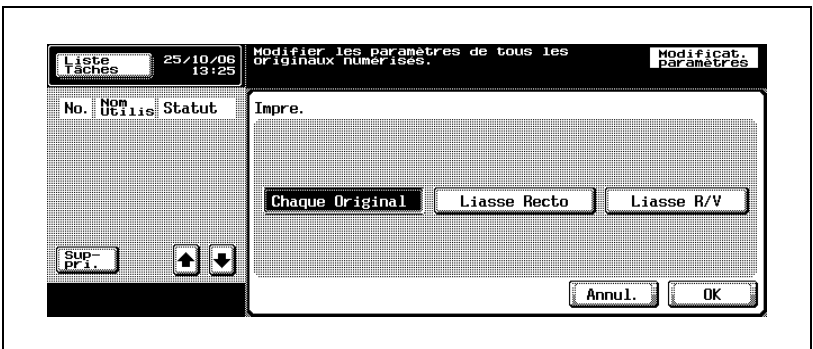 Liste
Tâches
25/10/06
13:25
Modifier les paramètres de tous les
originaux numérisés.
Modificat.
paramètres
No. Nom Utilis Statut
Impre.
Chaque Original Liasse Recto Liasse R/V
Sup-
pri.
Annul. OK